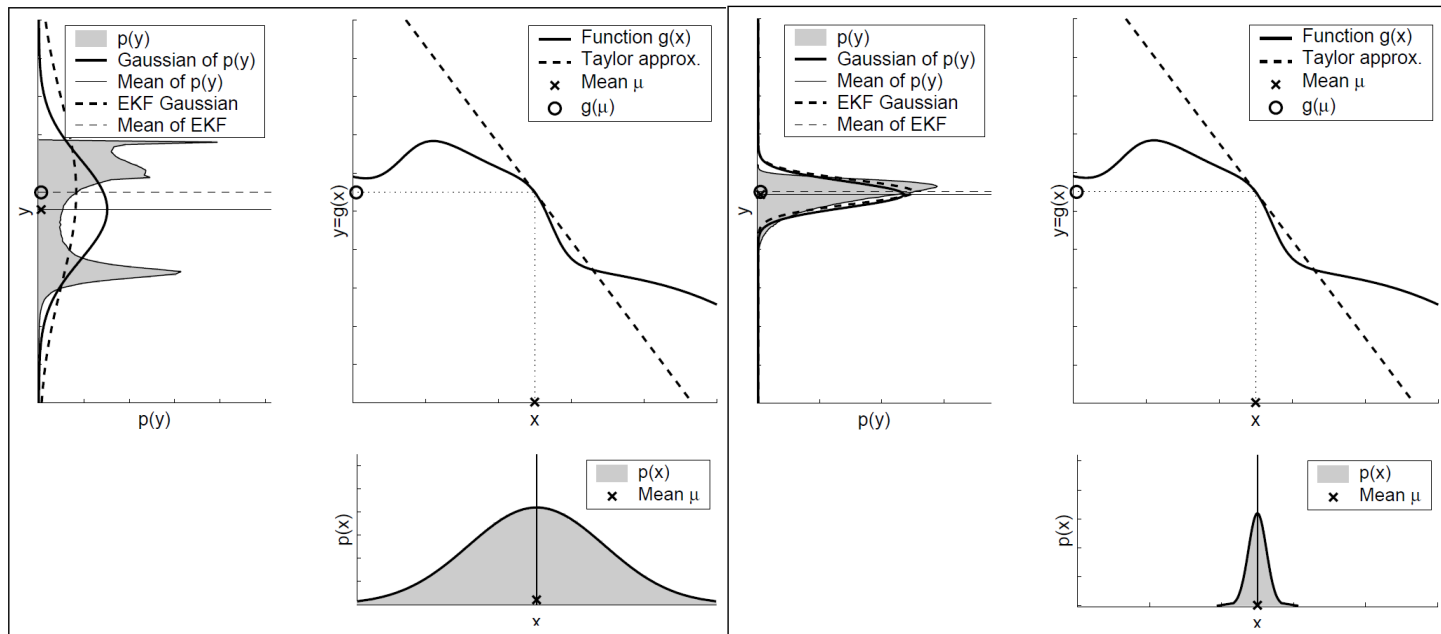 p(y)
Gaussian of p(y)
Mean of p(y)
EKF Gaussian
Mean of EKF
y
p(y)
Function g(x)
Taylor approx.
Mean μ
g(μ)
y=g(x)
x
p(x)
Mean μ
p(x)
x
p(y)
Gaussian of p(y)
Mean of p(y)
EKF Gaussian
Mean of EKF
y
p(y)
Function g(x)
Taylor approx.
Mean μ
g(μ)
y=g(x)
x
p(x)
Mean μ
p(x)
x